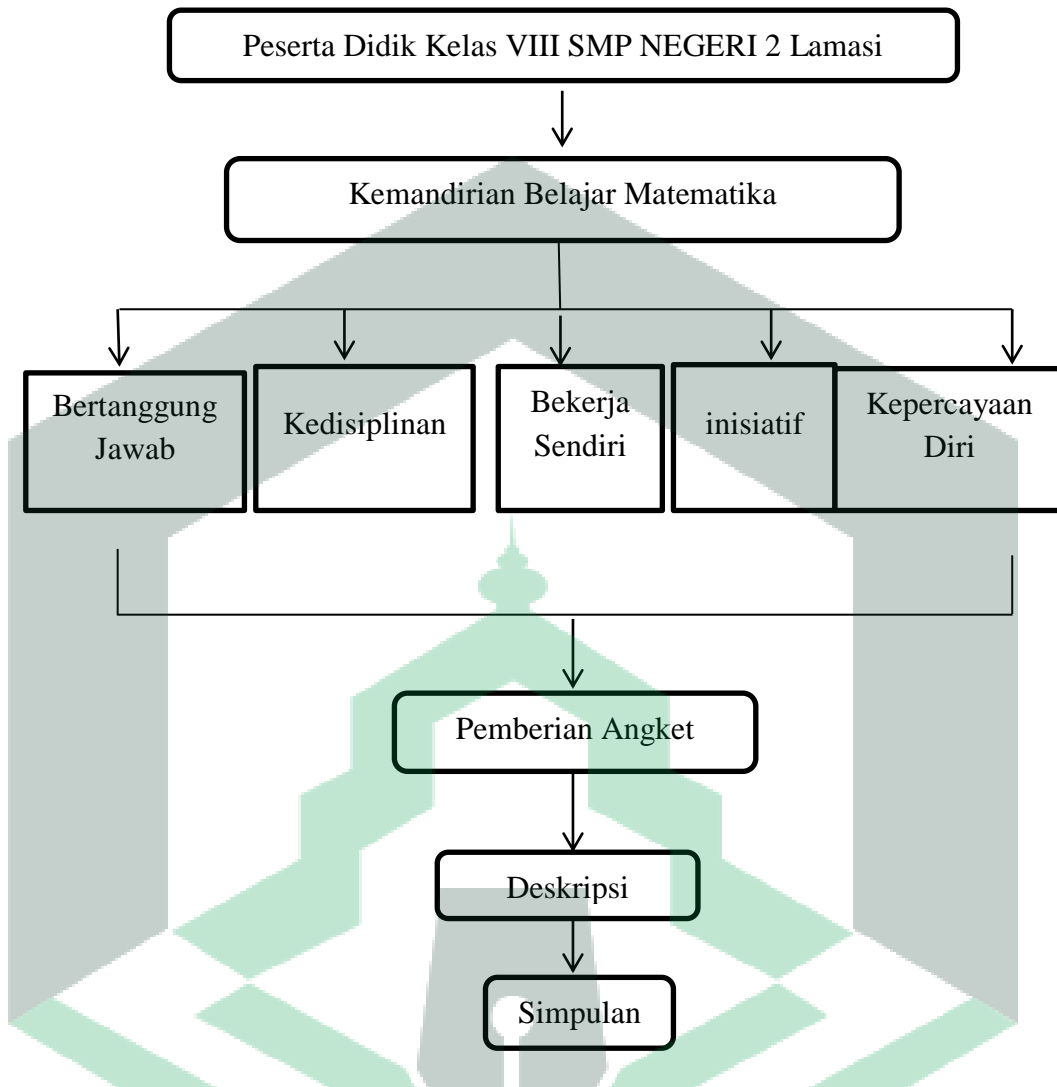 Peserta Didik Kelas VIII SMP NEGERI 2 Lamasi
Kemandirian Belajar Matematika
Bertanggung
Jawab
Kedisiplinan
Bekerja
Sendiri
inisiatif
Kepercayaan
Diri
Pemberian Angket
Deskripsi
Simpulan